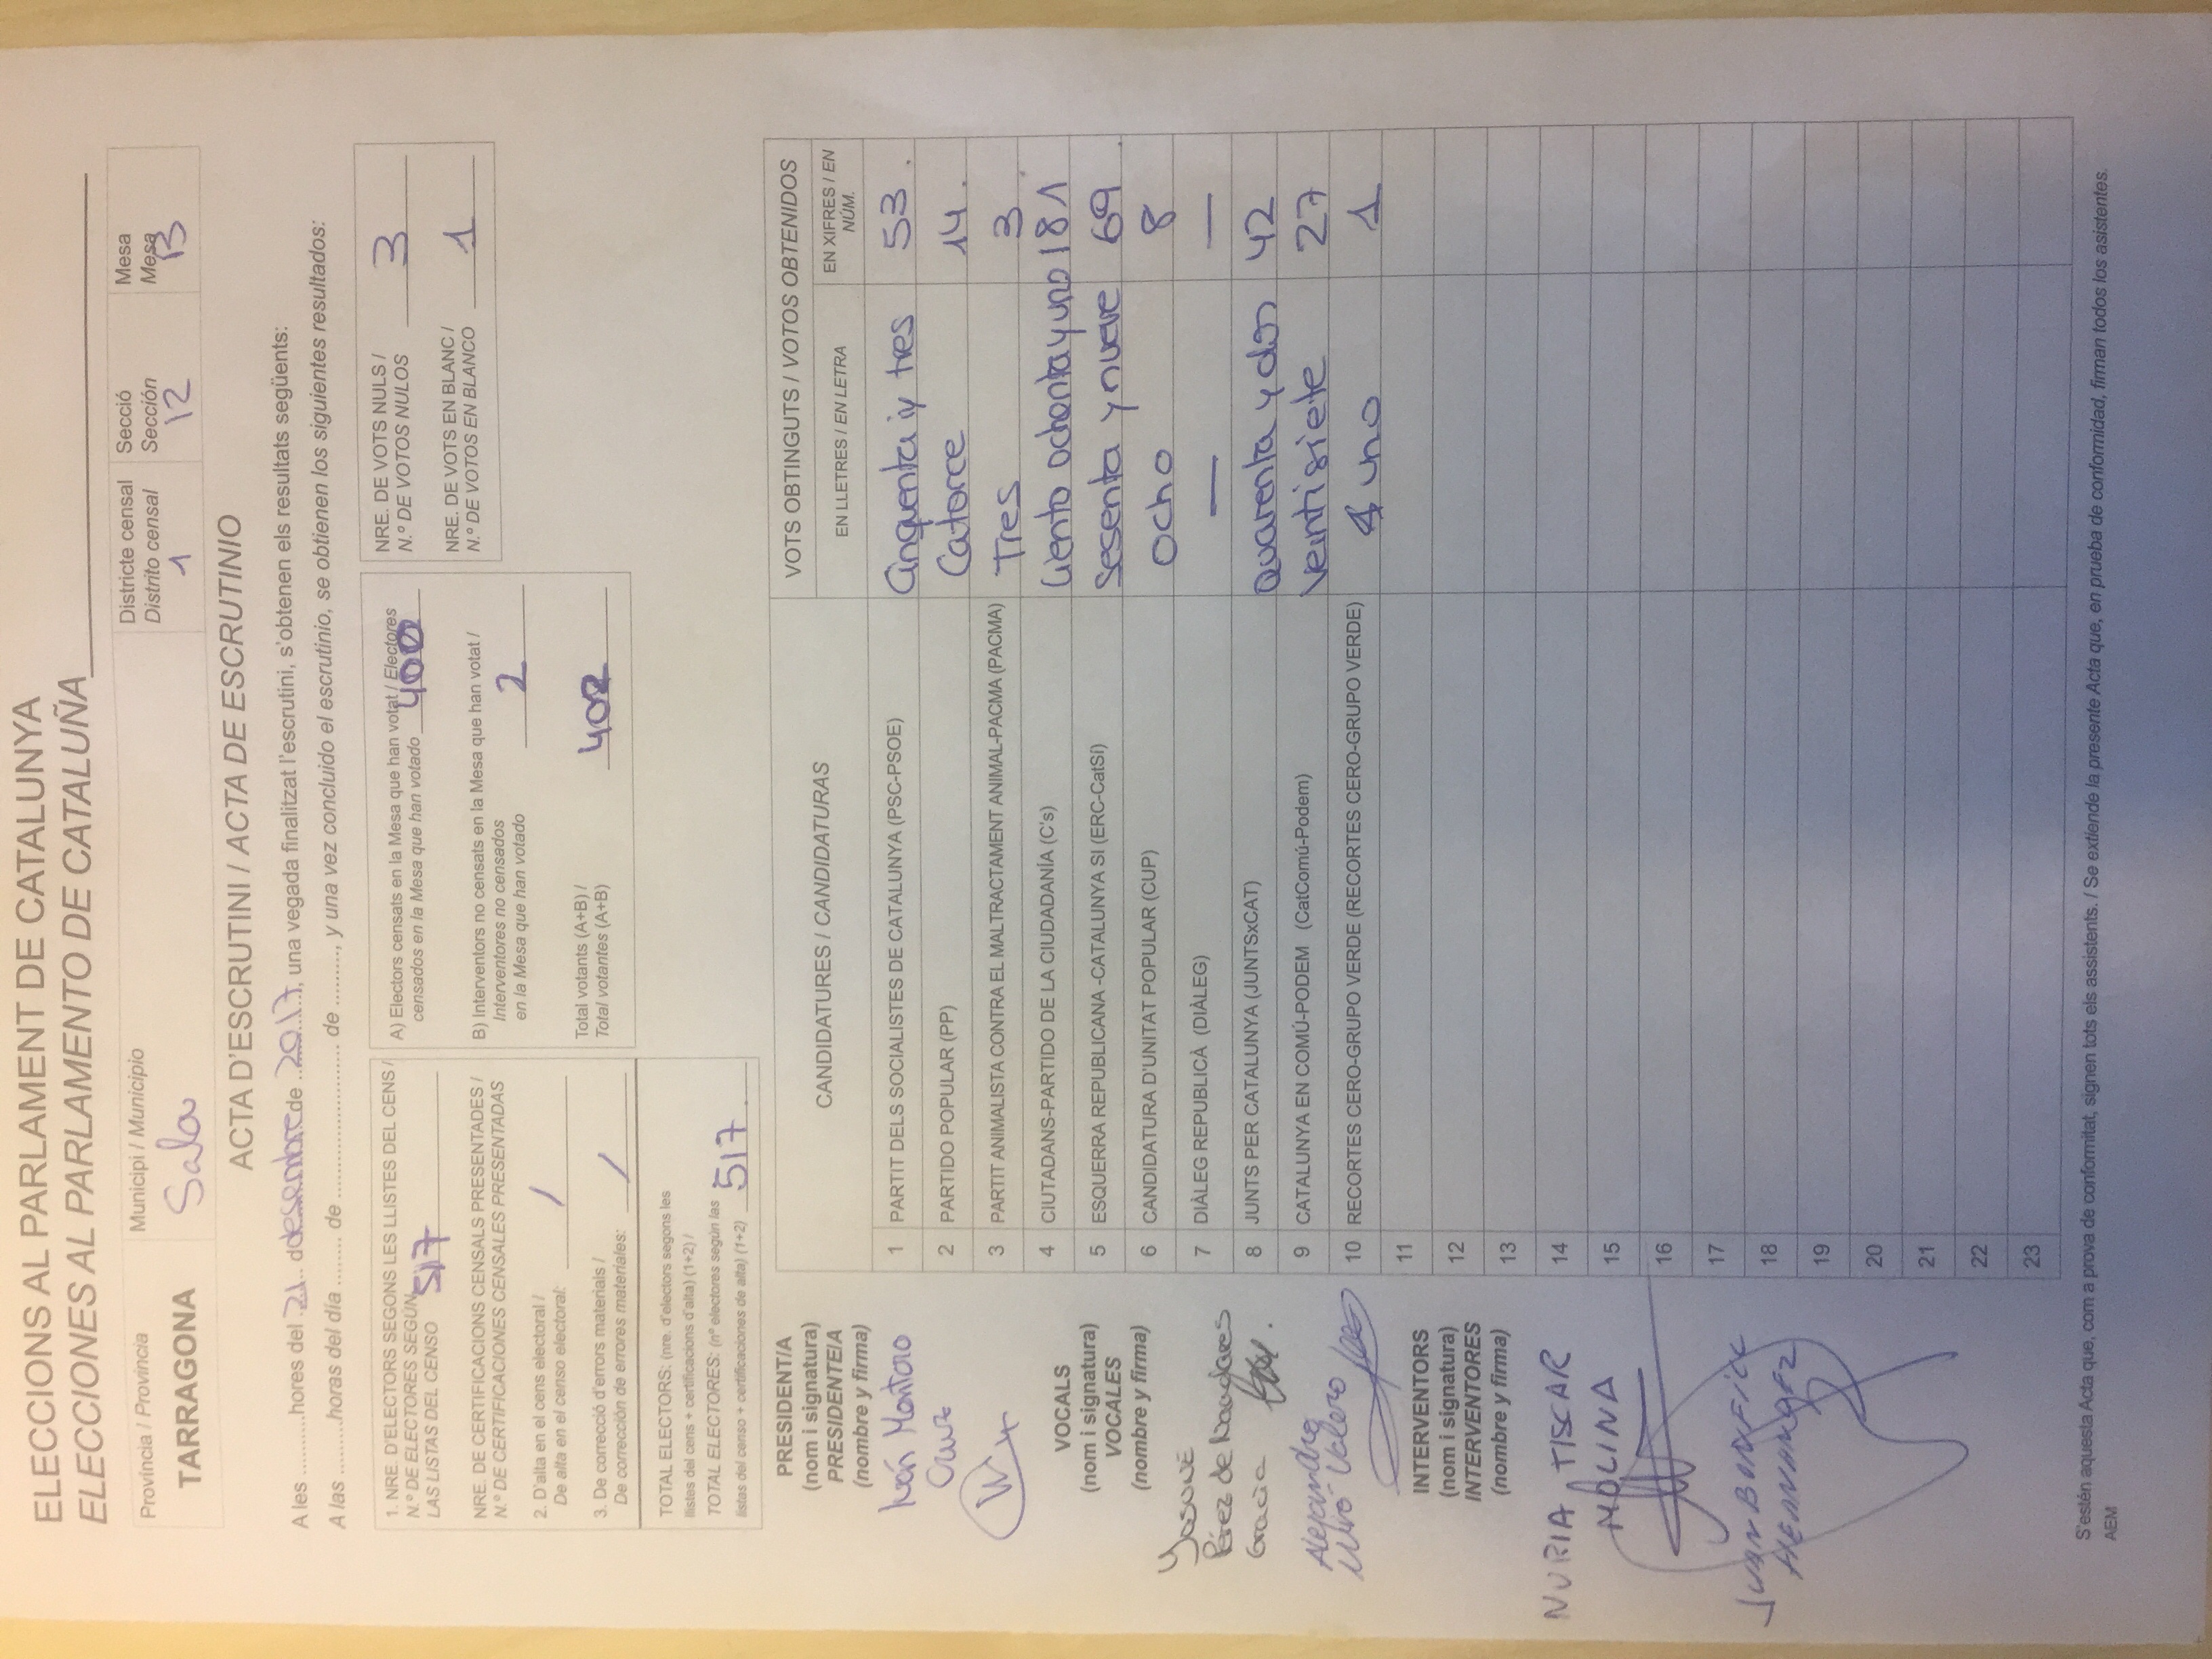 ELECCIONS AL PARLAMENT DE CATALUNYA
ELECCIONES AL PARLAMENTO DE CATALUÑA
Província / Provincia
TARRAGONA
Municipi / Municipio
Salou
Districte censal
Distrito censal
1
Secció
Sección
12
Mesa
Mesa
B
ACTA D'ESCRUTINI / ACTA DE ESCRUTINIO
A les .........hores del 21 d desembre de 2017, una vegada finalitzat l'escrutini, s'obtenen els resultats següents:
A las .........horas del día ........ de ............................ de ........., y una vez concluido el escrutinio, se obtienen los siguientes resultados:
1. NRE. D'ELECTORS SEGONS LES LLISTES DEL CENS /
N.º DE ELECTORES SEGÚN
LAS LISTAS DEL CENSO 517
NRE. DE CERTIFICACIONS CENSALS PRESENTADES /
N.º DE CERTIFICACIONES CENSALES PRESENTADAS
2. D'alta en el cens electoral /
De alta en el censo electoral: /
3. De correcció d'errors materials /
De corrección de errores materiales: /
TOTAL ELECTORS: (nre. d'electors segons les
llistes del cens + certificacions d'alta) (1+2) /
TOTAL ELECTORES: (nº electores según las
listas del censo + certificaciones de alta) (1+2) 517
A) Electors censats en la Mesa que han votat / Electores
censados en la Mesa que han votado 400
B) Interventors no censats en la Mesa que han votat /
Interventores no censados
en la Mesa que han votado 2
Total votants (A+B) /
Total votantes (A+B) 402
NRE. DE VOTS NULS /
N.º DE VOTOS NULOS 3
NRE. DE VOTS EN BLANC /
N.º DE VOTOS EN BLANCO 1
PRESIDENT/A
(nom i signatura)
PRESIDENTE/A
(nombre y firma)
Iván Montoro
Cruz
VOCALS
(nom i signatura)
VOCALES
(nombre y firma)
Yosune
Pérez de
Gracia
Alejandro
Miró Valero
INTERVENTORS
(nom i signatura)
INTERVENTORES
(nombre y firma)
NURIA TISCAR
MOLINA
JUAN BONFILL
HERNANDEZ
CANDIDATURES / CANDIDATURAS
VOTS OBTINGUTS / VOTOS OBTENIDOS
EN LLETRES / EN LETRA
EN XIFRES / EN
NÚM.
1 PARTIT DELS SOCIALISTES DE CATALUNYA (PSC-PSOE) Cinquenta iy tres 53.
2 PARTIDO POPULAR (PP) Catorce 14.
3 PARTIT ANIMALISTA CONTRA EL MALTRACTAMENT ANIMAL-PACMA (PACMA) Tres 3
4 CIUTADANS-PARTIDO DE LA CIUDADANÍA (C's) Ciento ochenta y uno 181
5 ESQUERRA REPUBLICANA -CATALUNYA SI (ERC-CatSí) Sesenta y nueve 69.
6 CANDIDATURA D'UNITAT POPULAR (CUP) Ocho 8
7 DIÀLEG REPUBLICÀ (DIÀLEG) — —
8 JUNTS PER CATALUNYA (JUNTSxCAT) Quarenta y dos 42
9 CATALUNYA EN COMÚ-PODEM (CatComú-Podem) Veintisiete 27
10 RECORTES CERO-GRUPO VERDE (RECORTES CERO-GRUPO VERDE) uno 1
11
12
13
14
15
16
17
18
19
20
21
22
23
S'estén aquesta Acta que, com a prova de conformitat, signen tots els assistents. / Se extiende la presente Acta que, en prueba de conformidad, firman todos los asistentes.
AEM